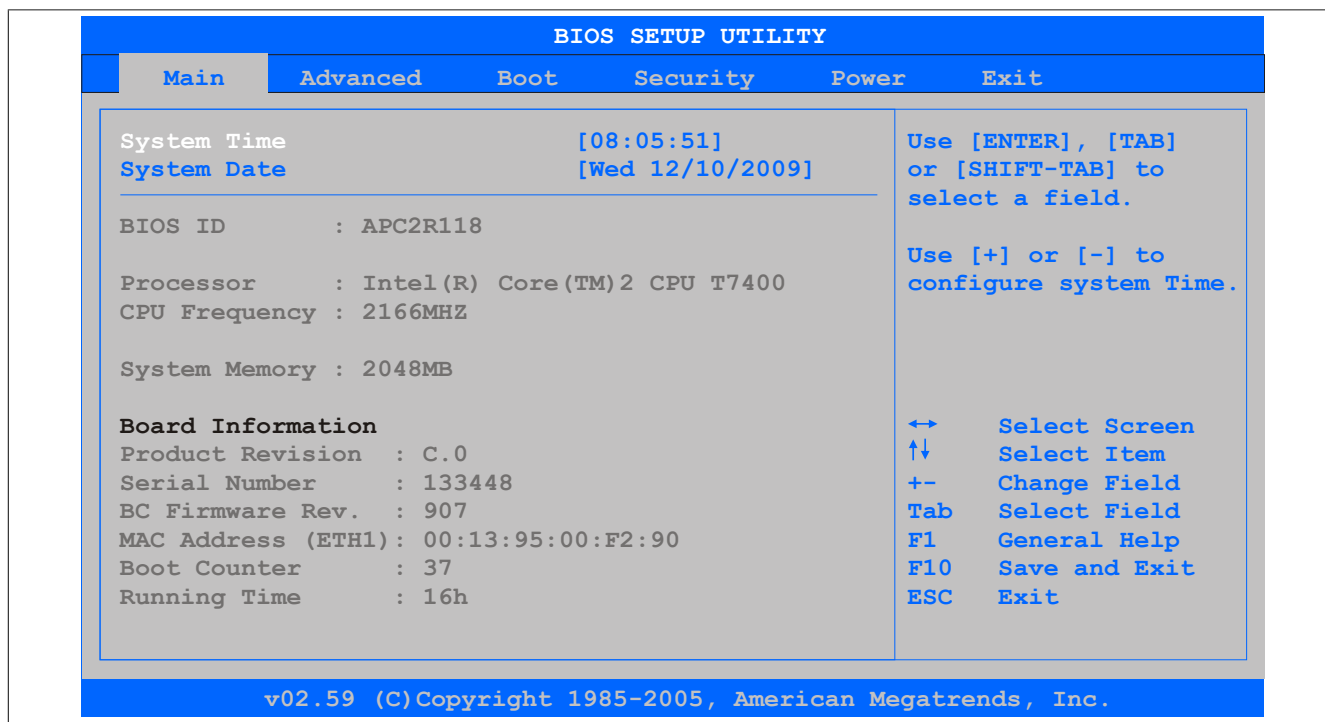 BIOS SETUP UTILITY
Main Advanced Boot Security Power Exit
System Time [08:05:51]
System Date [Wed 12/10/2009]
BIOS ID : APC2R118
Processor : Intel(R) Core(TM)2 CPU T7400
CPU Frequency : 2166MHZ
System Memory : 2048MB
Board Information
Product Revision : C.0
Serial Number : 133448
BC Firmware Rev. : 907
MAC Address (ETH1): 00:13:95:00:F2:90
Boot Counter : 37
Running Time : 16h
Use [ENTER], [TAB]
or [SHIFT-TAB] to
select a field.
Use [+] or [-] to
configure system Time.
↔ Select Screen
↑↓ Select Item
+- Change Field
Tab Select Field
F1 General Help
F10 Save and Exit
ESC Exit
v02.59 (C)Copyright 1985-2005, American Megatrends, Inc.